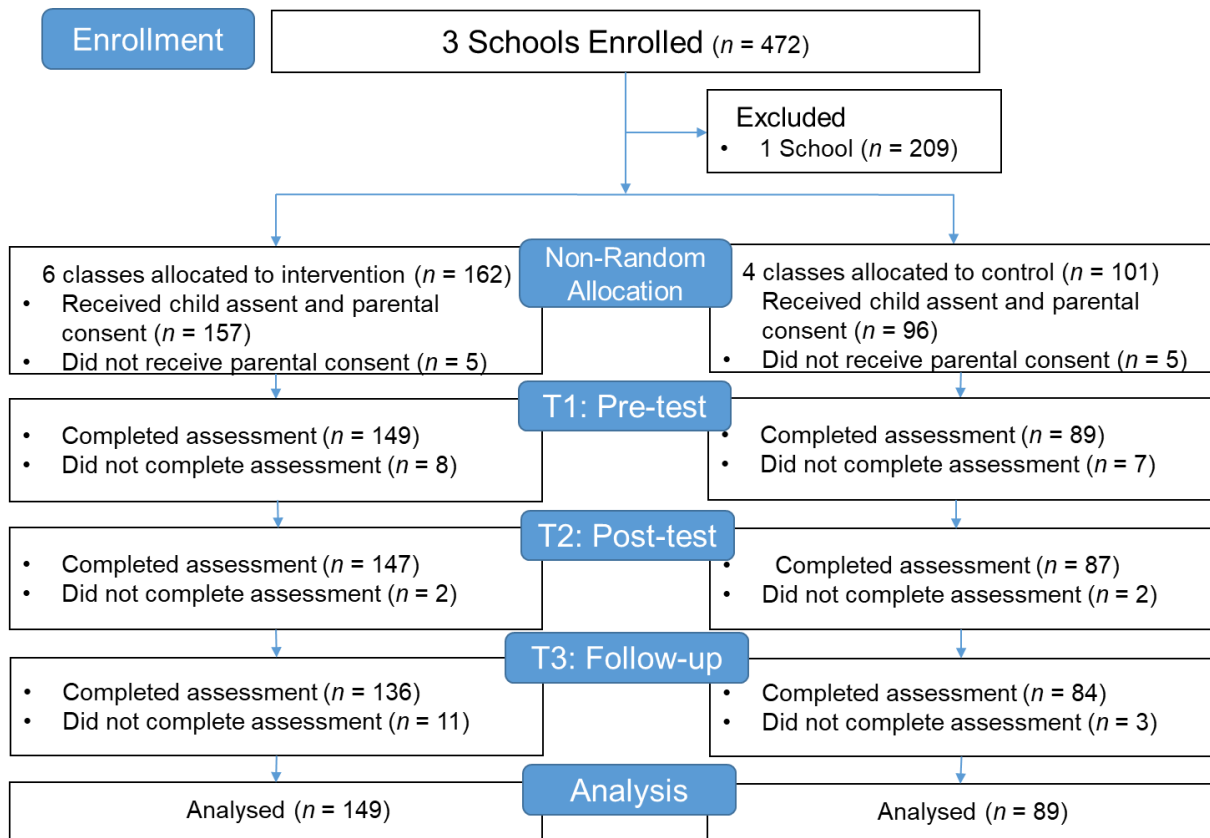 Enrollment
3 Schools Enrolled (n = 472)
Excluded
• 1 School (n = 209)
Non-Random
Allocation
6 classes allocated to intervention (n = 162)
• Received child assent and parental
consent (n = 157)
• Did not receive parental consent (n = 5)
4 classes allocated to control (n = 101)
Received child assent and parental
consent (n = 96)
• Did not receive parental consent (n = 5)
T1: Pre-test
• Completed assessment (n = 149)
• Did not complete assessment (n = 8)
• Completed assessment (n = 89)
• Did not complete assessment (n = 7)
T2: Post-test
• Completed assessment (n = 147)
• Did not complete assessment (n = 2)
• Completed assessment (n = 87)
• Did not complete assessment (n = 2)
T3: Follow-up
• Completed assessment (n = 136)
• Did not complete assessment (n = 11)
• Completed assessment (n = 84)
• Did not complete assessment (n = 3)
Analysis
Analysed (n = 149)
Analysed (n = 89)